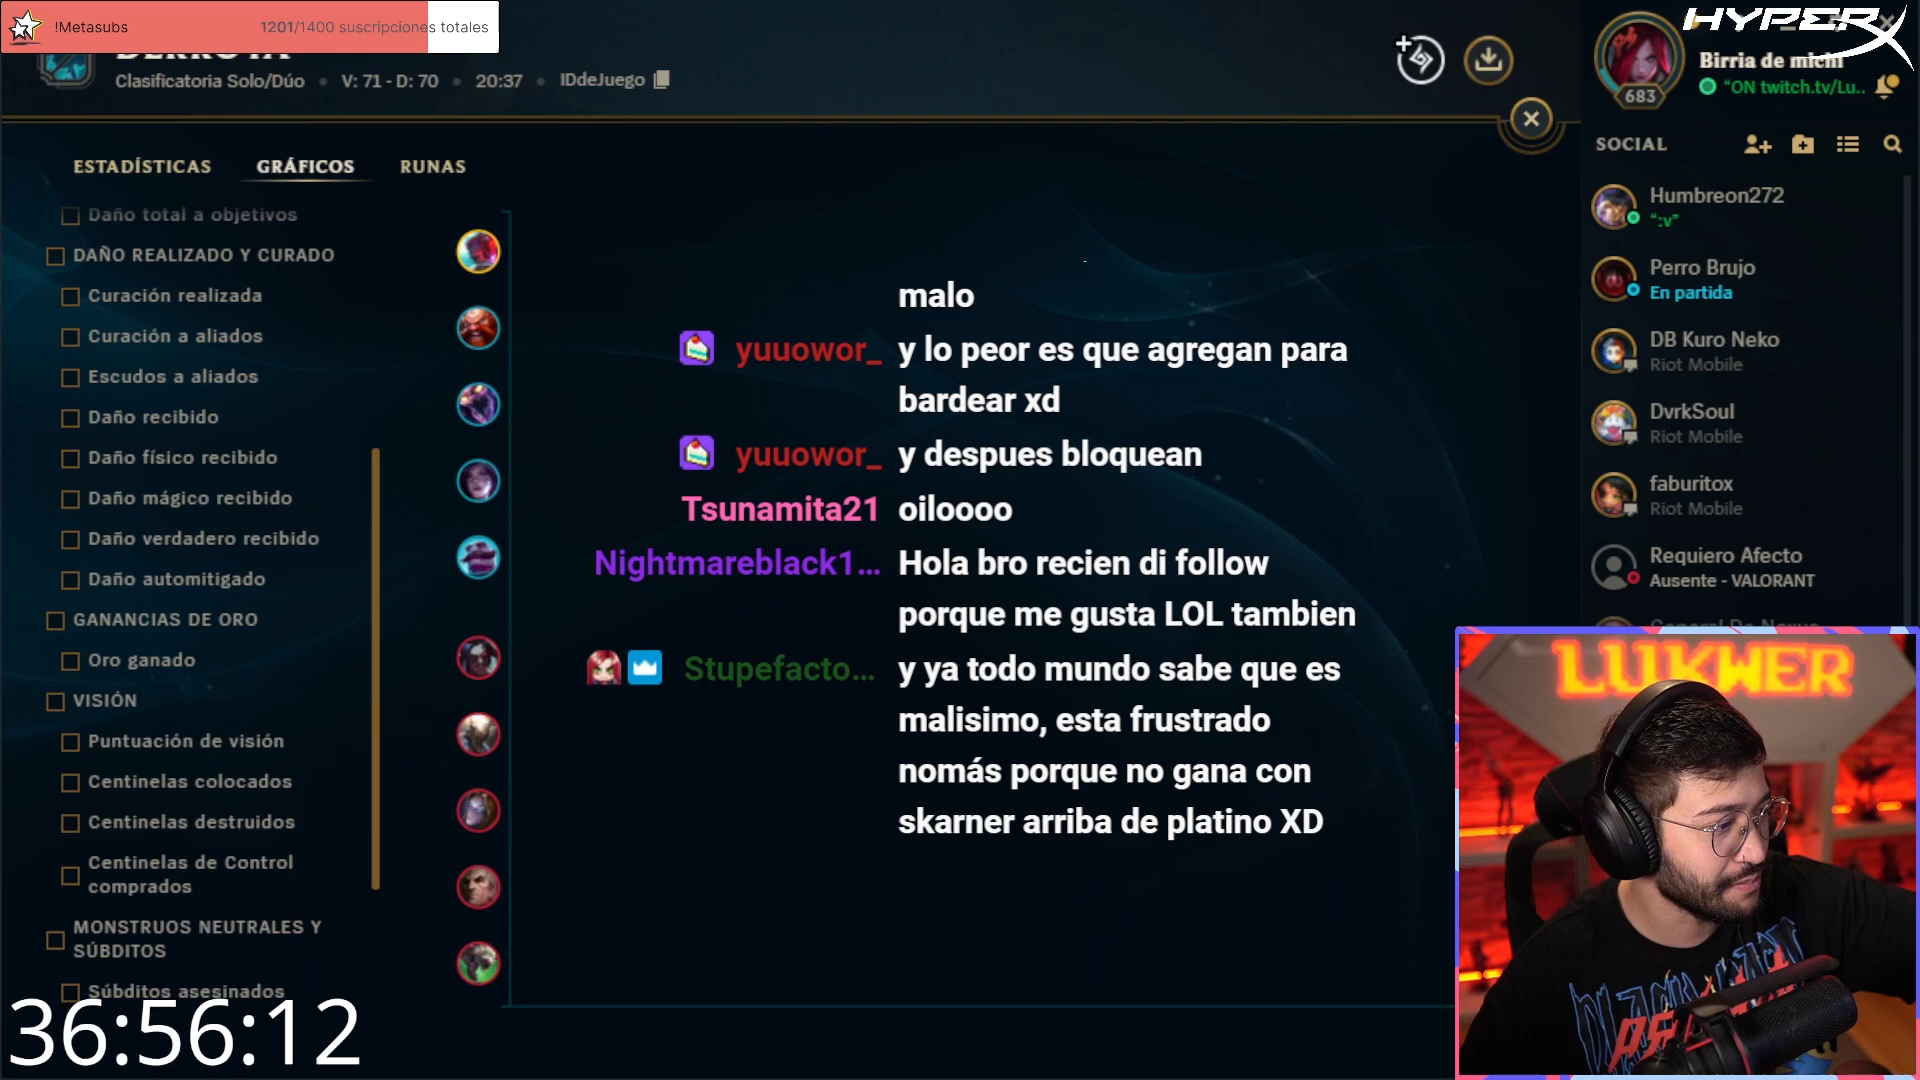 !Metasubs 1201/1400 suscripciones totales
Clasificatoria Solo/Dúo • V: 71 - D: 70 • 20:37 • IDdeJuego
HYPERX
683
Birria de michi
“ON twitch.tv/Lu..
ESTADÍSTICAS GRÁFICOS RUNAS
Daño total a objetivos
DAÑO REALIZADO Y CURADO
Curación realizada
Curación a aliados
Escudos a aliados
Daño recibido
Daño físico recibido
Daño mágico recibido
Daño verdadero recibido
Daño automitigado
GANANCIAS DE ORO
Oro ganado
VISIÓN
Puntuación de visión
Centinelas colocados
Centinelas destruidos
Centinelas de Control
comprados
MONSTRUOS NEUTRALES Y
SÚBDITOS
Súbditos asesinados
36:56:12
malo
yuuowor_ y lo peor es que agregan para
bardear xd
yuuowor_ y despues bloquean
Tsunamita21 oiloooo
Nightmareblack1... Hola bro recien di follow
porque me gusta LOL tambien
Stupefacto... y ya todo mundo sabe que es
malisimo, esta frustrado
nomás porque no gana con
skarner arriba de platino XD
SOCIAL
Humbreon272
“:v”
Perro Brujo
En partida
DB Kuro Neko
Riot Mobile
DvrkSoul
Riot Mobile
faburitox
Riot Mobile
Requiero Afecto
Ausente - VALORANT
LUKWER